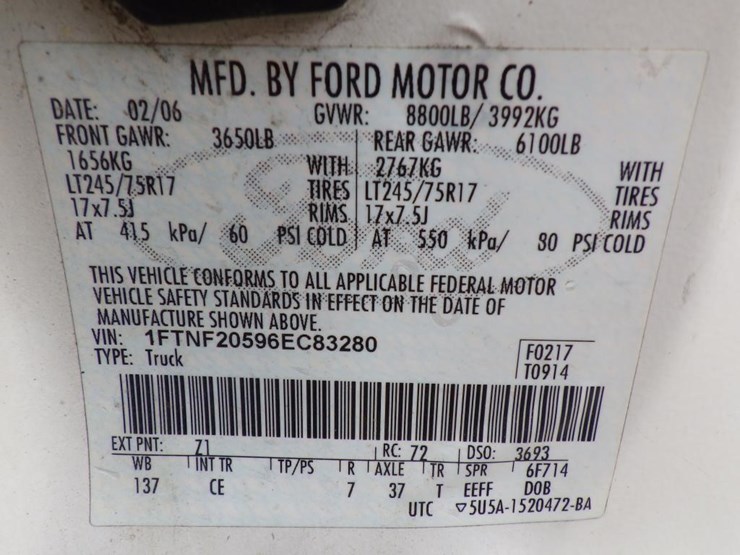 MFD. BY FORD MOTOR CO.
DATE: 02/06 GVWR: 8800LB/ 3992KG
FRONT GAWR: 3650LB REAR GAWR: 6100LB
1656KG WITH 2767KG WITH
LT245/75R17 TIRES LT245/75R17 TIRES
17x7.5J RIMS 17x7.5J RIMS
AT 415 kPa/ 60 PSI COLD AT 550 kPa/ 80 PSI COLD
Ford
THIS VEHICLE CONFORMS TO ALL APPLICABLE FEDERAL MOTOR
VEHICLE SAFETY STANDARDS IN EFFECT ON THE DATE OF
MANUFACTURE SHOWN ABOVE.
VIN: 1FTNF20596EC83280
TYPE: Truck
F0217
T0914
EXT PNT: Z1 RC: 72 DSO: 3693
WB INT TR TP/PS R AXLE TR SPR 6F714
137 CE 7 37 T EEFF DOB
UTC ▽5U5A-1520472-BA